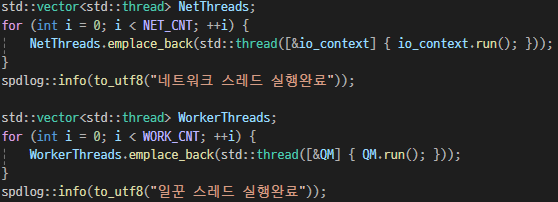 std::vector<std::thread> NetThreads;
for (int i = 0; i < NET_CNT; ++i) {
    NetThreads.emplace_back(std::thread([&io_context] { io_context.run(); }));
}
spdlog::info(to_utf8("네트워크 스레드 실행완료"));

std::vector<std::thread> WorkerThreads;
for (int i = 0; i < WORK_CNT; ++i) {
    WorkerThreads.emplace_back(std::thread([&QM] { QM.run(); }));
}
spdlog::info(to_utf8("일꾼 스레드 실행완료"));